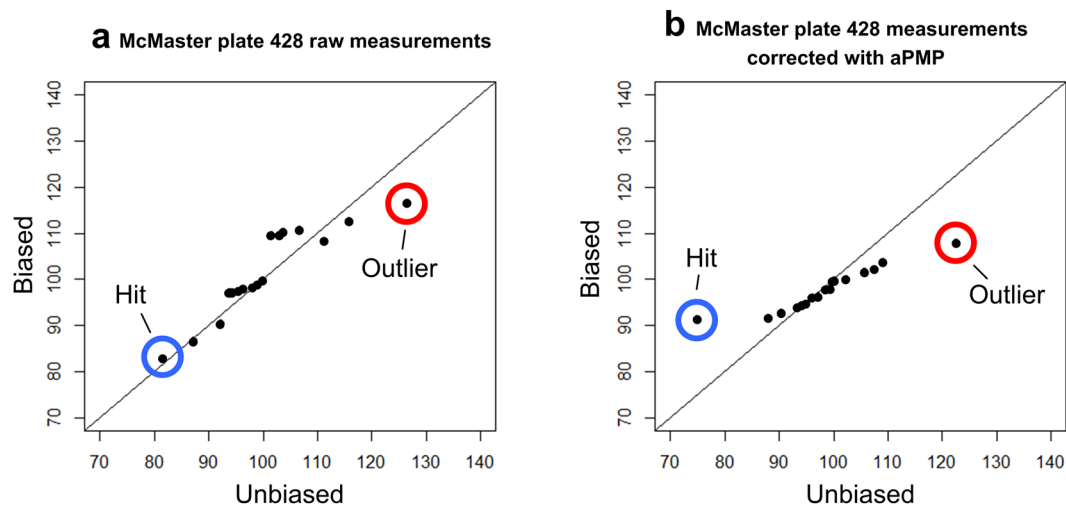 a McMaster plate 428 raw measurements
140
130
120
110
100
90
80
70
Biased
Hit
Outlier
70 80 90 100 110 120 130 140
Unbiased
b McMaster plate 428 measurements
corrected with aPMP
140
130
120
110
100
90
80
70
Biased
Hit
Outlier
70 80 90 100 110 120 130 140
Unbiased